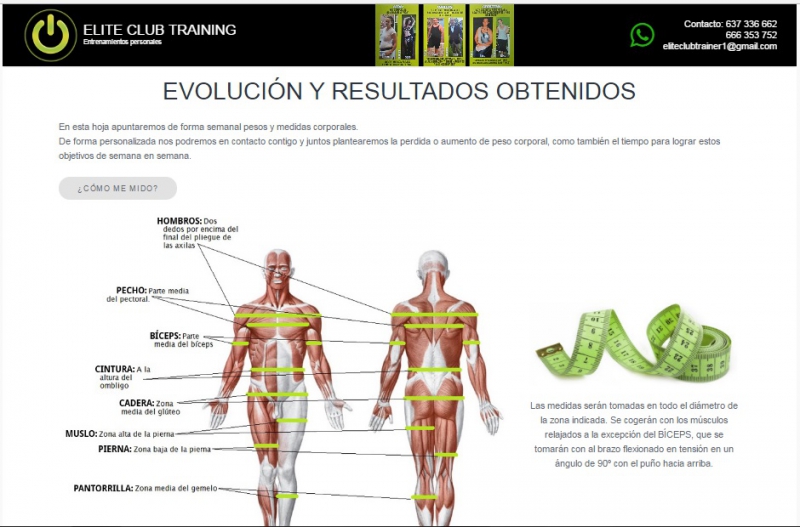 ELITE CLUB TRAINING
Entrenamientos personales
Contacto: 637 336 662
666 353 752
eliteclubtrainer1@gmail.com
EVOLUCIÓN Y RESULTADOS OBTENIDOS
En esta hoja apuntaremos de forma semanal pesos y medidas corporales.
De forma personalizada nos podremos en contacto contigo y juntos plantearemos la perdida o aumento de peso corporal, como también el tiempo para lograr estos
objetivos de semana en semana.
¿CÓMO ME MIDO?
HOMBROS: Dos
dedos por encima del
final del pliegue de
las axilas
PECHO: Parte media
del pectoral.
BÍCEPS: Parte
media del bíceps
CINTURA: A la
altura del
ombligo
CADERA: Zona
media del glúteo
MUSLO: Zona alta de la pierna
PIERNA: Zona baja de la pierna
PANTORRILLA: Zona media del gemelo
Las medidas serán tomadas en todo el diámetro de
la zona indicada. Se cogerán con los músculos
relajados a la excepción del BÍCEPS, que se
tomarán con al brazo flexionado en tensión en un
ángulo de 90º con el puño hacia arriba.